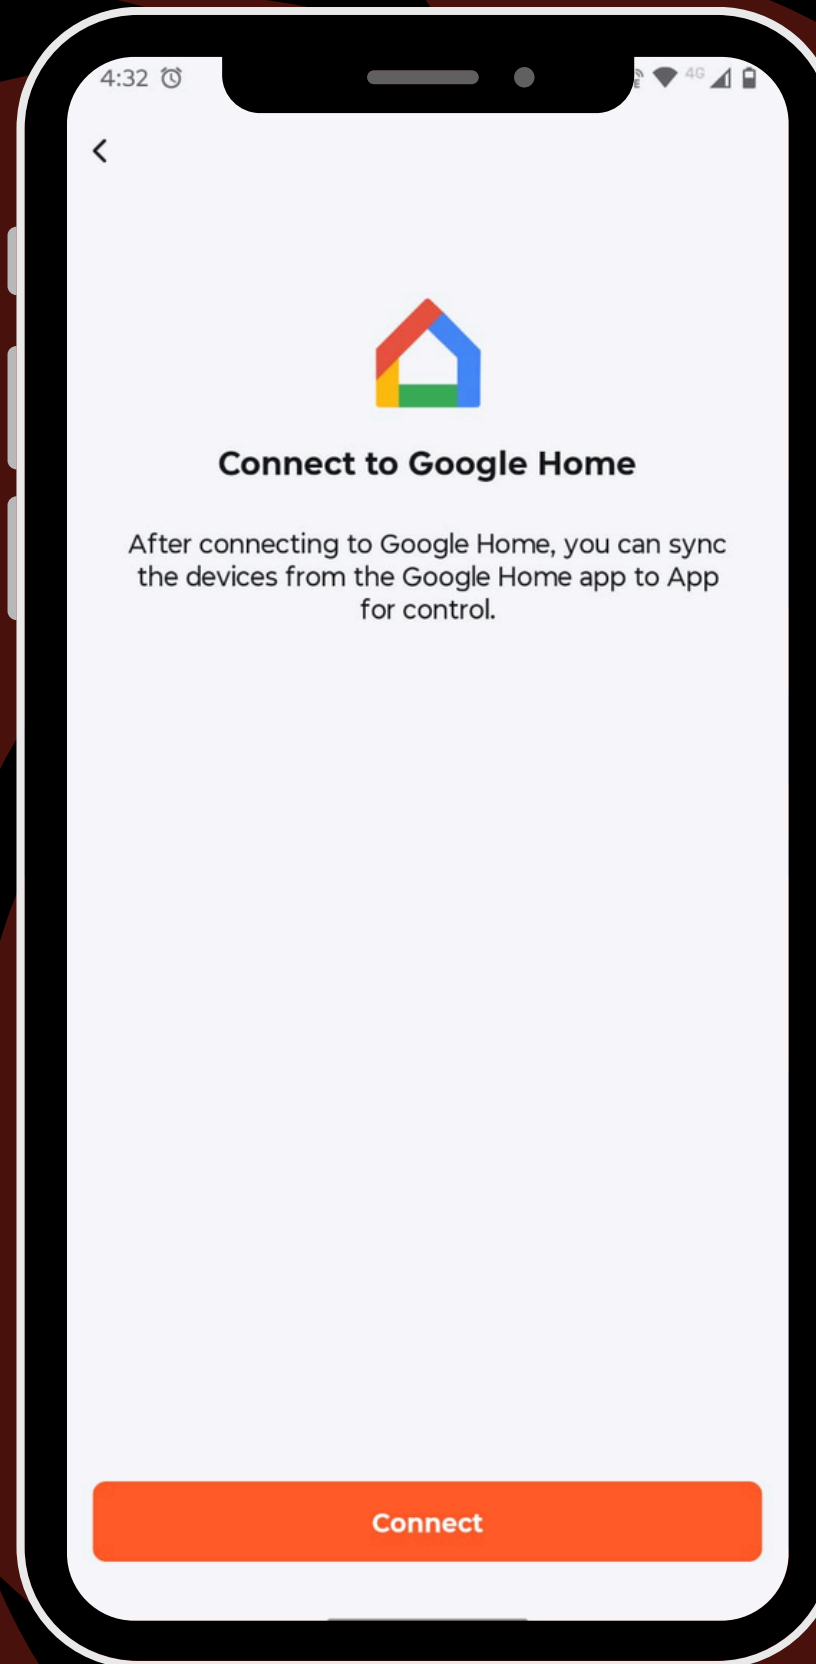 4:32
4G
Connect to Google Home
After connecting to Google Home, you can sync
the devices from the Google Home app to App
for control.
Connect